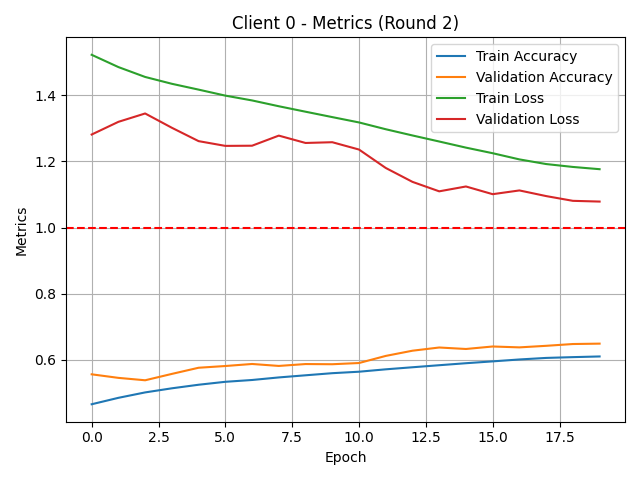 Client 0 - Metrics (Round 2)
Train Accuracy
Validation Accuracy
Train Loss
Validation Loss
Metrics
1.4
1.2
1.0
0.8
0.6
0.0
2.5
5.0
7.5
10.0
12.5
15.0
17.5
Epoch